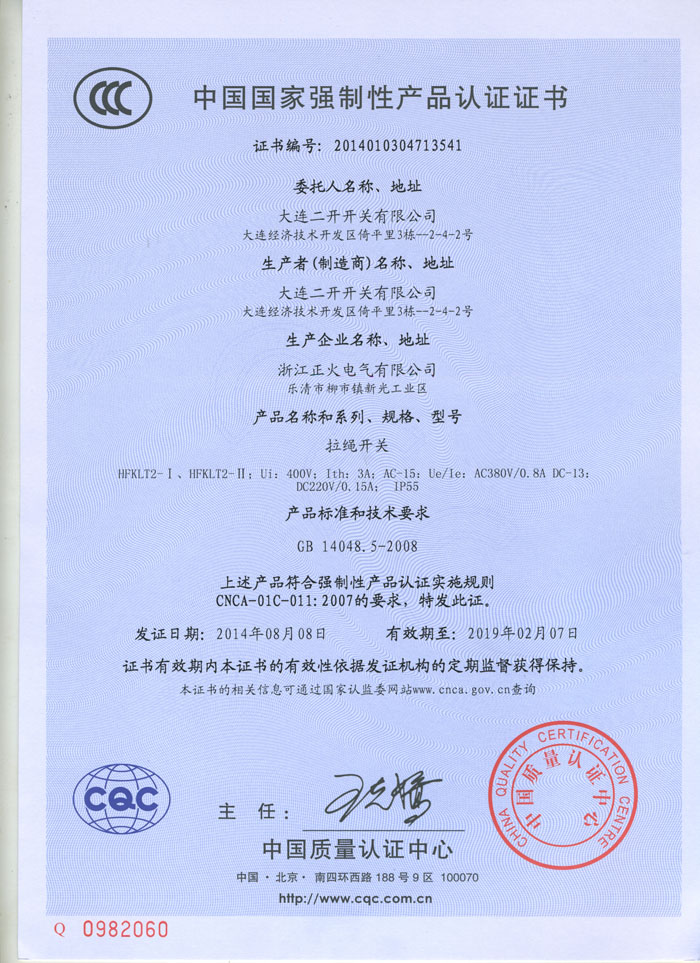 CCC
中国国家强制性产品认证证书
证书编号：2014010304713541
委托人名称、地址
大连二开开关有限公司
大连经济技术开发区倚平里3栋--2-4-2号
生产者(制造商)名称、地址
大连二开开关有限公司
大连经济技术开发区倚平里3栋--2-4-2号
生产企业名称、地址
浙江正火电气有限公司
乐清市柳市镇新光工业区
产品名称和系列、规格、型号
拉绳开关
HFKLT2-Ⅰ、HFKLT2-Ⅱ；Ui：400V；Ith：3A；AC-15；Ue/Ie：AC380V/0.8A DC-13：
DC220V/0.15A； IP55
产品标准和技术要求
GB 14048.5-2008
上述产品符合强制性产品认证实施规则
CNCA-01C-011:2007的要求，特发此证。
发证日期：2014年08月08日 有效期至：2019年02月07日
证书有效期内本证书的有效性依据发证机构的定期监督获得保持。
本证书的相关信息可通过国家认监委网站www.cnca.gov.cn查询
CHINA QUALITY CERTIFICATION CENTRE
中国质量认证中心
CQC
主 任：
中国质量认证中心
中国·北京·南四环西路188号9区 100070
http://www.cqc.com.cn
Q 0982060